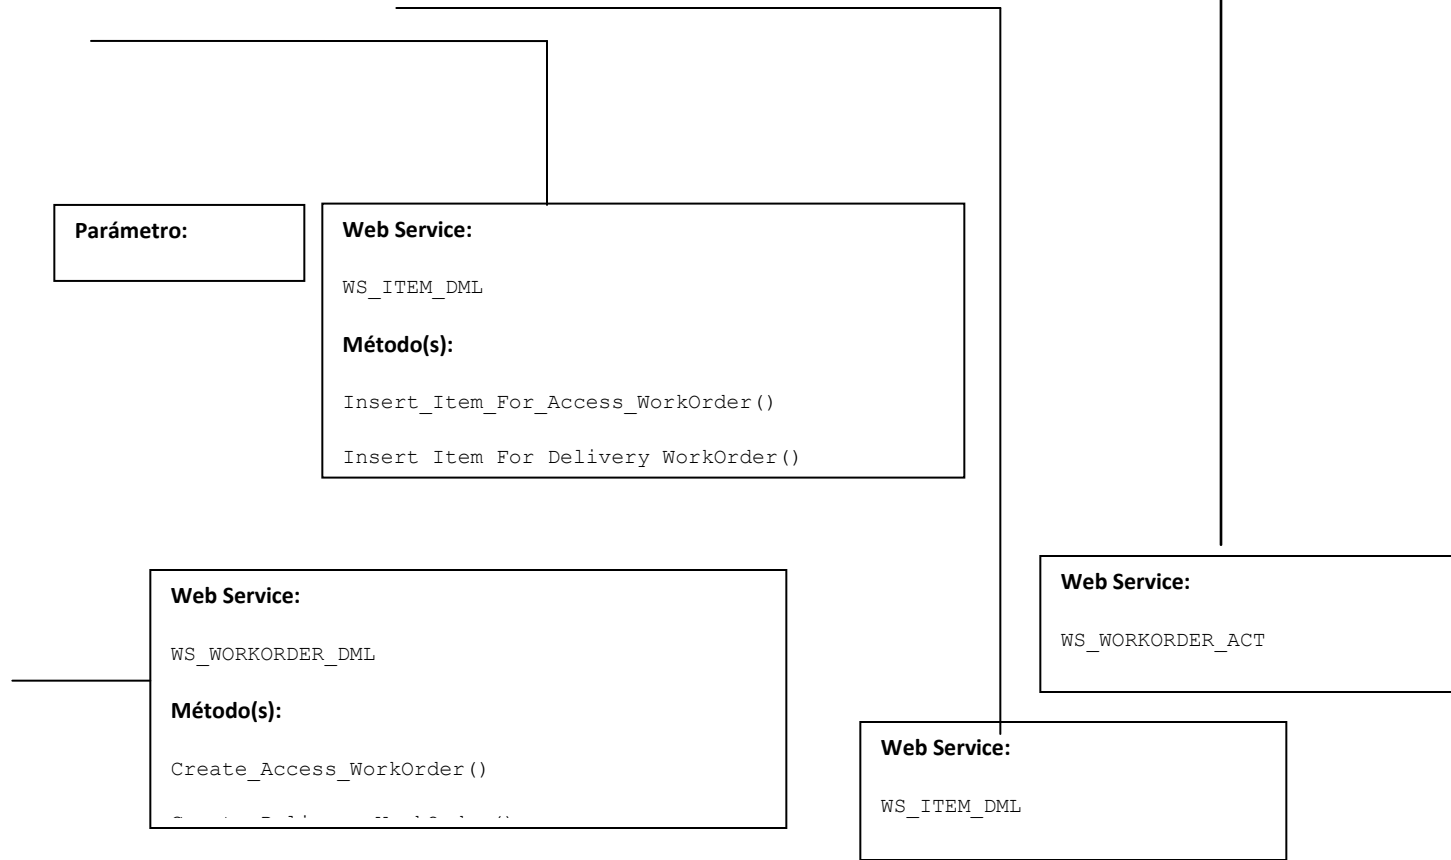 Parámetro:
Web Service:
WS_ITEM_DML
Método(s):
Insert_Item_For_Access_WorkOrder()
Insert Item For Delivery WorkOrder()
Web Service:
WS_WORKORDER_DML
Método(s):
Create_Access_WorkOrder()
Web Service:
WS_WORKORDER_ACT
Web Service:
WS_ITEM_DML